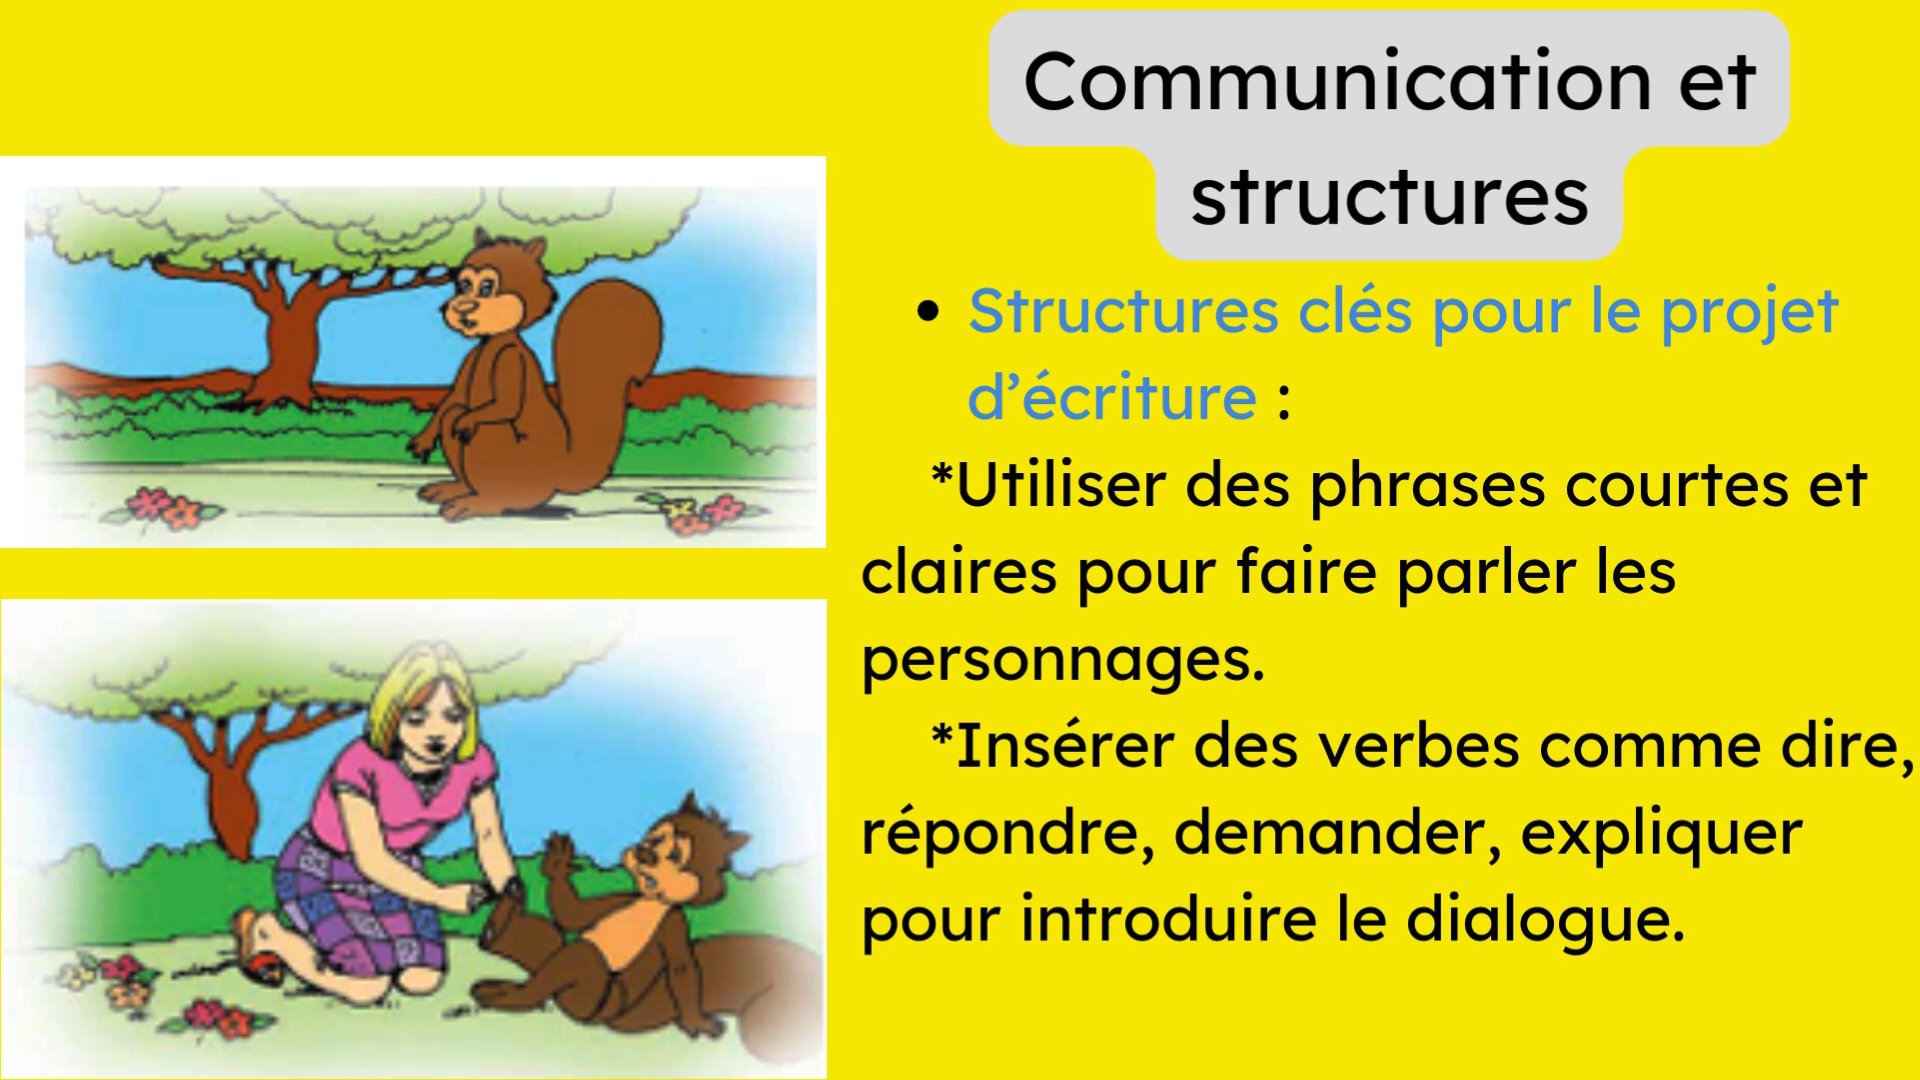 Communication et
structures
• Structures clés pour le projet
d’écriture :
*Utiliser des phrases courtes et
claires pour faire parler les
personnages.
*Insérer des verbes comme dire,
répondre, demander, expliquer
pour introduire le dialogue.